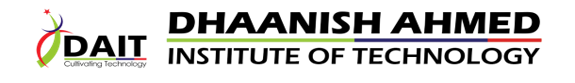 DAIT
Cultivating Technology
DHAANISH AHMED
INSTITUTE OF TECHNOLOGY